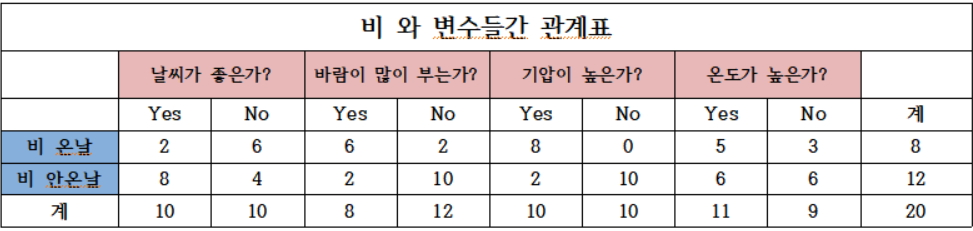 비 와 변수들간 관계표
날씨가 좋은가? 바람이 많이 부는가? 기압이 높은가? 온도가 높은가?
Yes No Yes No Yes No Yes No 계
비 온날 2 6 6 2 8 0 5 3 8
비 안온날 8 4 2 10 2 10 6 6 12
계 10 10 8 12 10 10 11 9 20